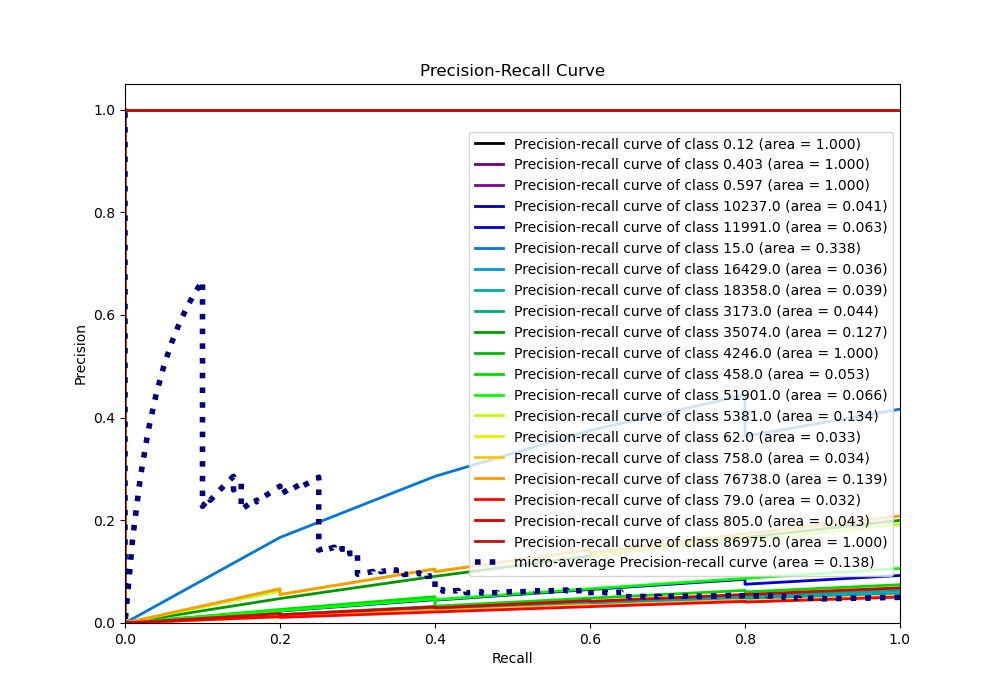 Precision-Recall Curve
1.0
0.8
0.6
0.4
0.2
0.0
Precision
Precision-recall curve of class 0.12 (area = 1.000)
Precision-recall curve of class 0.403 (area = 1.000)
Precision-recall curve of class 0.597 (area = 1.000)
Precision-recall curve of class 10237.0 (area = 0.041)
Precision-recall curve of class 11991.0 (area = 0.063)
Precision-recall curve of class 15.0 (area = 0.338)
Precision-recall curve of class 16429.0 (area = 0.036)
Precision-recall curve of class 18358.0 (area = 0.039)
Precision-recall curve of class 3173.0 (area = 0.044)
Precision-recall curve of class 35074.0 (area = 0.127)
Precision-recall curve of class 4246.0 (area = 1.000)
Precision-recall curve of class 458.0 (area = 0.053)
Precision-recall curve of class 51901.0 (area = 0.066)
Precision-recall curve of class 5381.0 (area = 0.134)
Precision-recall curve of class 62.0 (area = 0.033)
Precision-recall curve of class 758.0 (area = 0.034)
Precision-recall curve of class 76738.0 (area = 0.139)
Precision-recall curve of class 79.0 (area = 0.032)
Precision-recall curve of class 805.0 (area = 0.043)
Precision-recall curve of class 86975.0 (area = 1.000)
micro-average Precision-recall curve (area = 0.138)
0.0 0.2 0.4 0.6 0.8 1.0
Recall